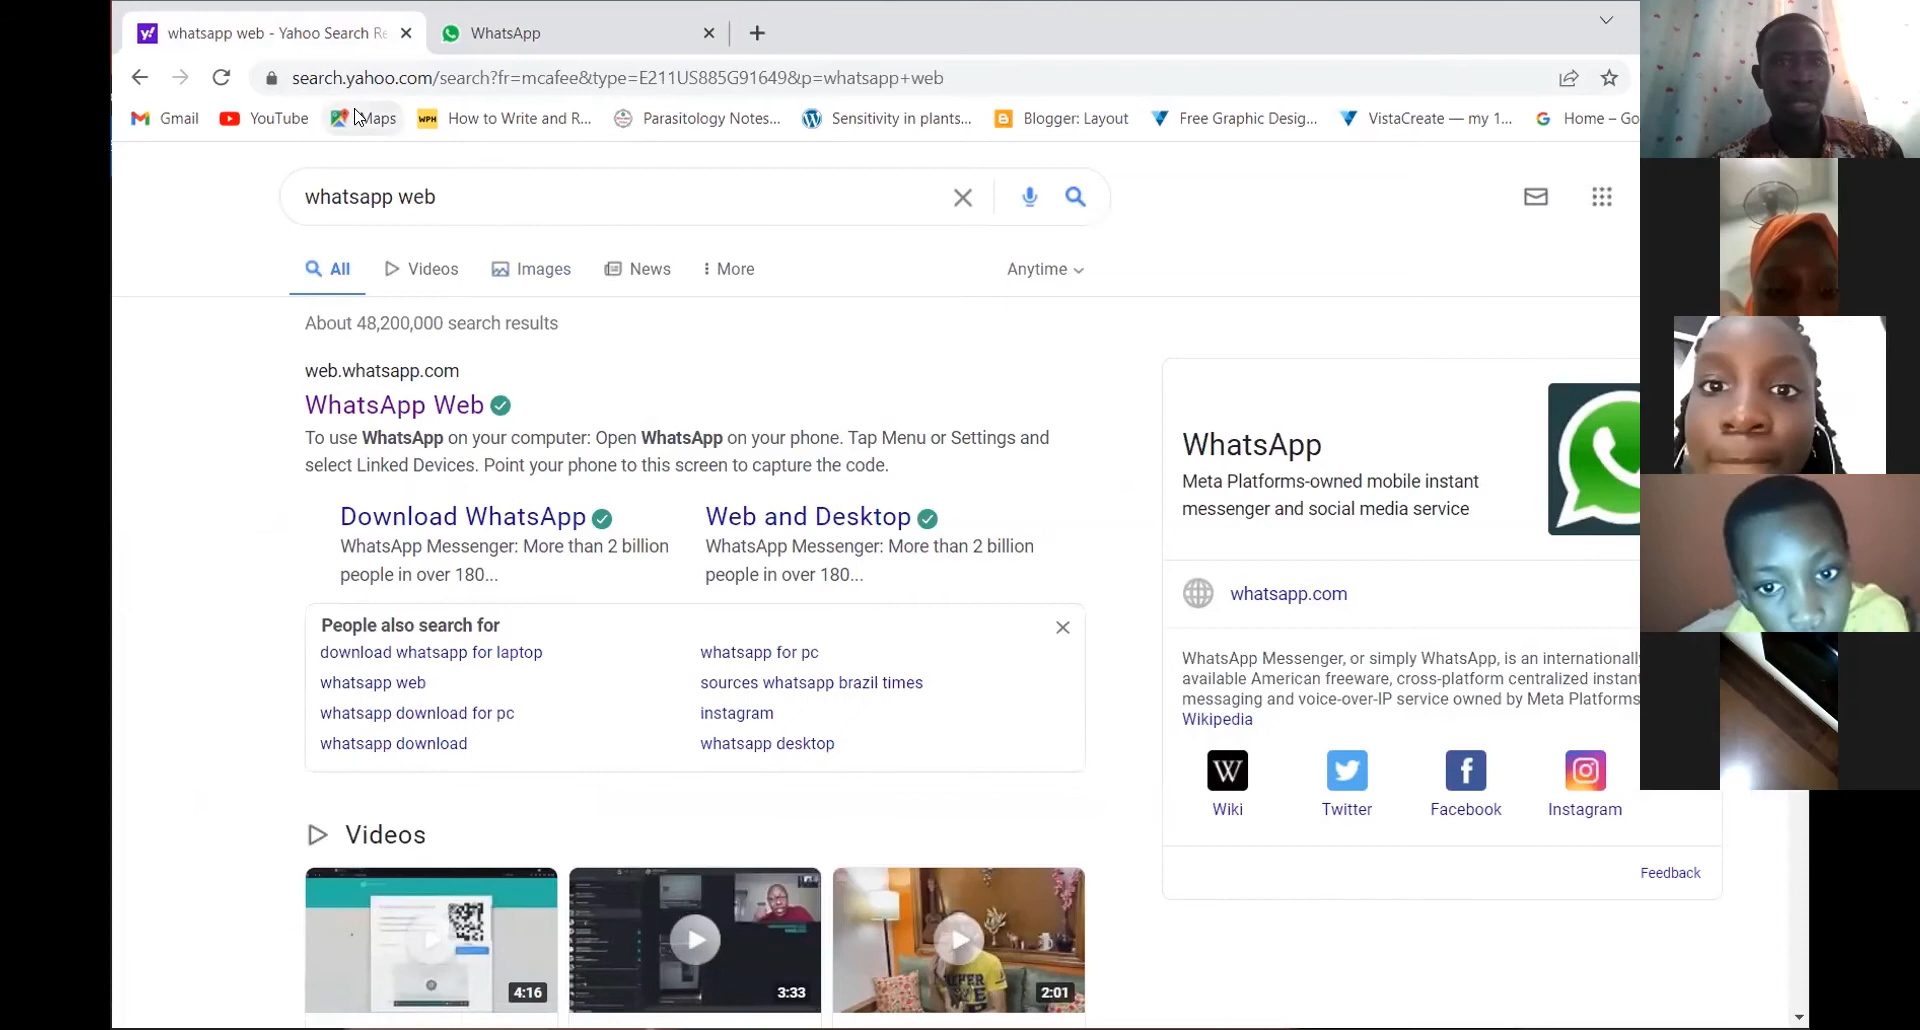 whatsapp web - Yahoo Search Re
WhatsApp
search.yahoo.com/search?fr=mcafee&type=E211US885G91649&p=whatsapp+web
Gmail
YouTube
Maps
WPH
How to Write and R...
Parasitology Notes...
Sensitivity in plants...
Blogger: Layout
Free Graphic Desig...
VistaCreate — my 1...
Home – Go
whatsapp web
All
Videos
Images
News
More
Anytime
About 48,200,000 search results
web.whatsapp.com
WhatsApp Web
To use WhatsApp on your computer: Open WhatsApp on your phone. Tap Menu or Settings and
select Linked Devices. Point your phone to this screen to capture the code.
Download WhatsApp
WhatsApp Messenger: More than 2 billion
people in over 180...
Web and Desktop
WhatsApp Messenger: More than 2 billion
people in over 180...
People also search for
download whatsapp for laptop
whatsapp web
whatsapp download for pc
whatsapp download
whatsapp for pc
sources whatsapp brazil times
instagram
whatsapp desktop
Videos
4:16
3:33
2:01
WhatsApp
Meta Platforms-owned mobile instant
messenger and social media service
whatsapp.com
WhatsApp Messenger, or simply WhatsApp, is an internationally
available American freeware, cross-platform centralized instant
messaging and voice-over-IP service owned by Meta Platforms
Wikipedia
W
Wiki
Twitter
Facebook
Instagram
Feedback